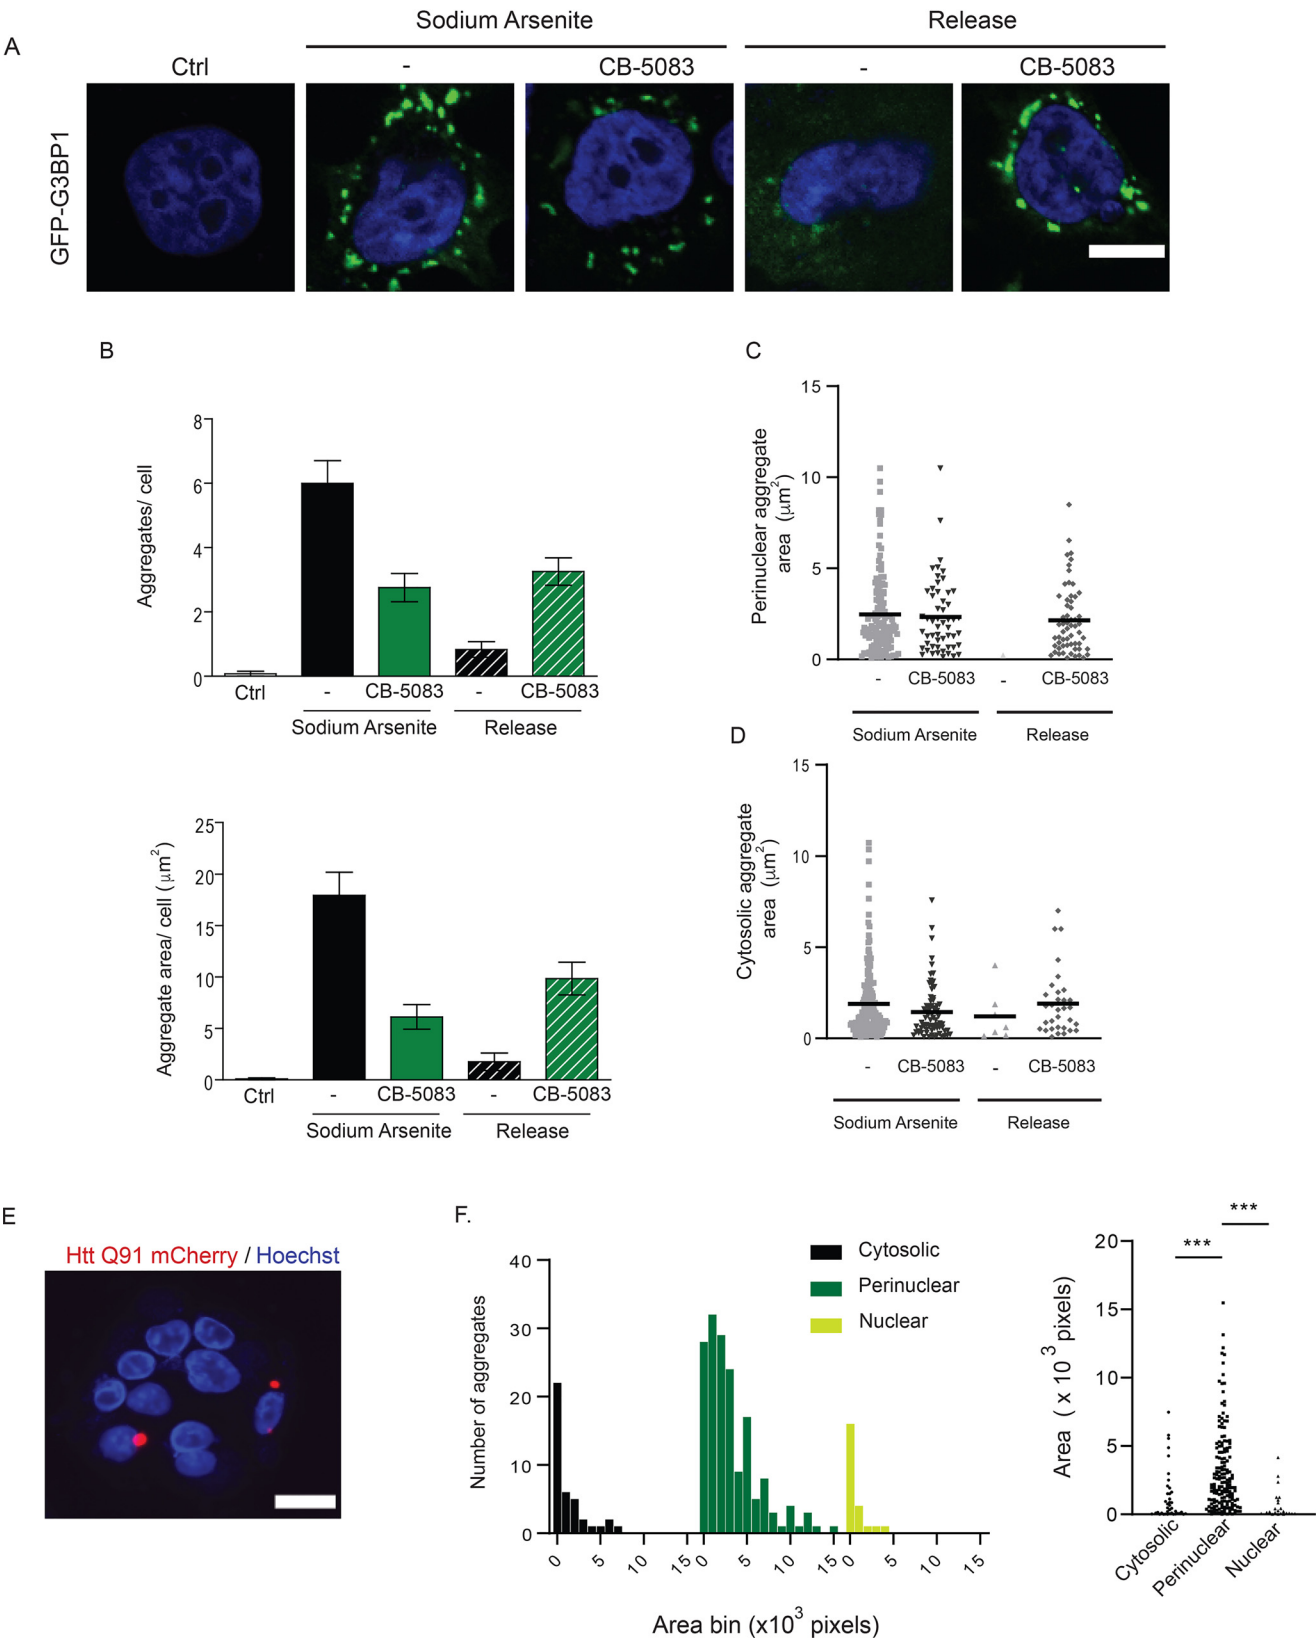 A
Sodium Arsenite
Release
Ctrl
-
CB-5083
-
CB-5083
GFP-G3BP1
B
Aggregates/ cell
8
6
4
2
0
Ctrl
-
CB-5083
-
CB-5083
Sodium Arsenite
Release
Aggregate area/ cell (μm2)
25
20
15
10
5
0
Ctrl
-
CB-5083
-
CB-5083
Sodium Arsenite
Release
C
Perinuclear aggregate
area (μm2)
15
10
5
0
-
CB-5083
-
CB-5083
Sodium Arsenite
Release
D
Cytosolic aggregate
area (μm2)
15
10
5
0
-
CB-5083
-
CB-5083
Sodium Arsenite
Release
E
Htt Q91 mCherry / Hoechst
F.
Number of aggregates
40
30
20
10
0
Cytosolic
Perinuclear
Nuclear
0 5 10 15 0 5 10 15 0 5 10 15
Area bin (x103 pixels)
***
***
Area ( x 10 3 pixels)
20
15
10
5
0
Cytosolic
Perinuclear
Nuclear